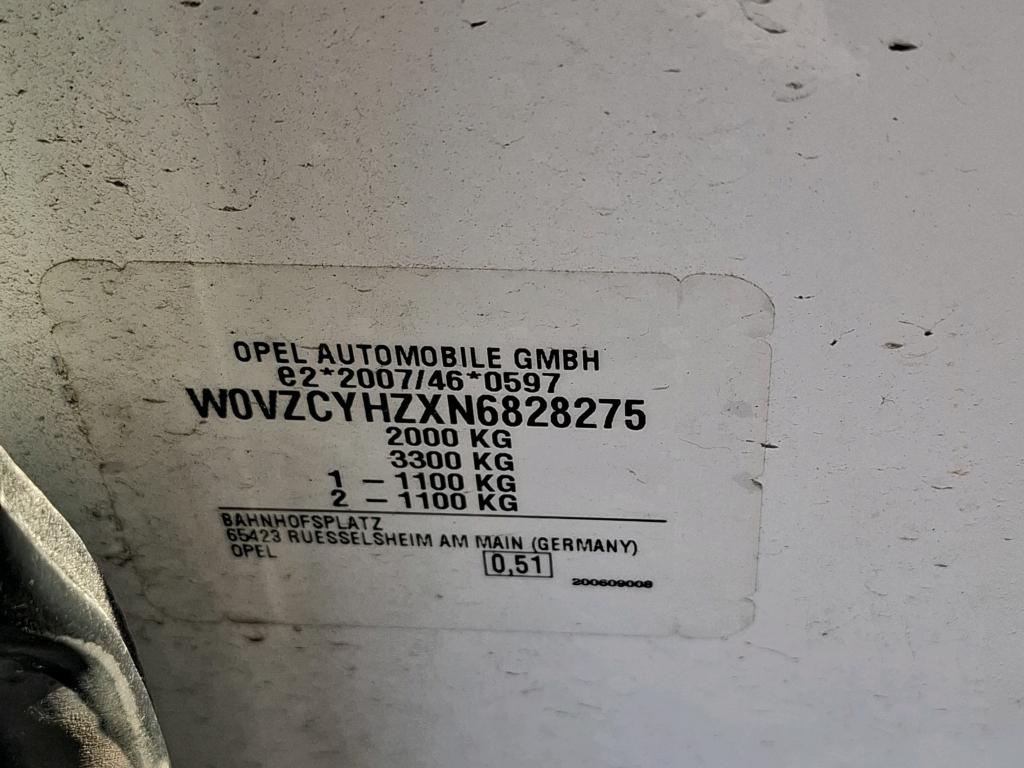 OPEL AUTOMOBILE GMBH
e2*2007/46*0597
W0VZCYHZXN6828275
2000 KG
3300 KG
1 – 1100 KG
2 – 1100 KG
BAHNHOFSPLATZ
65423 RUESSELSHEIM AM MAIN (GERMANY)
OPEL
0,51
200609008